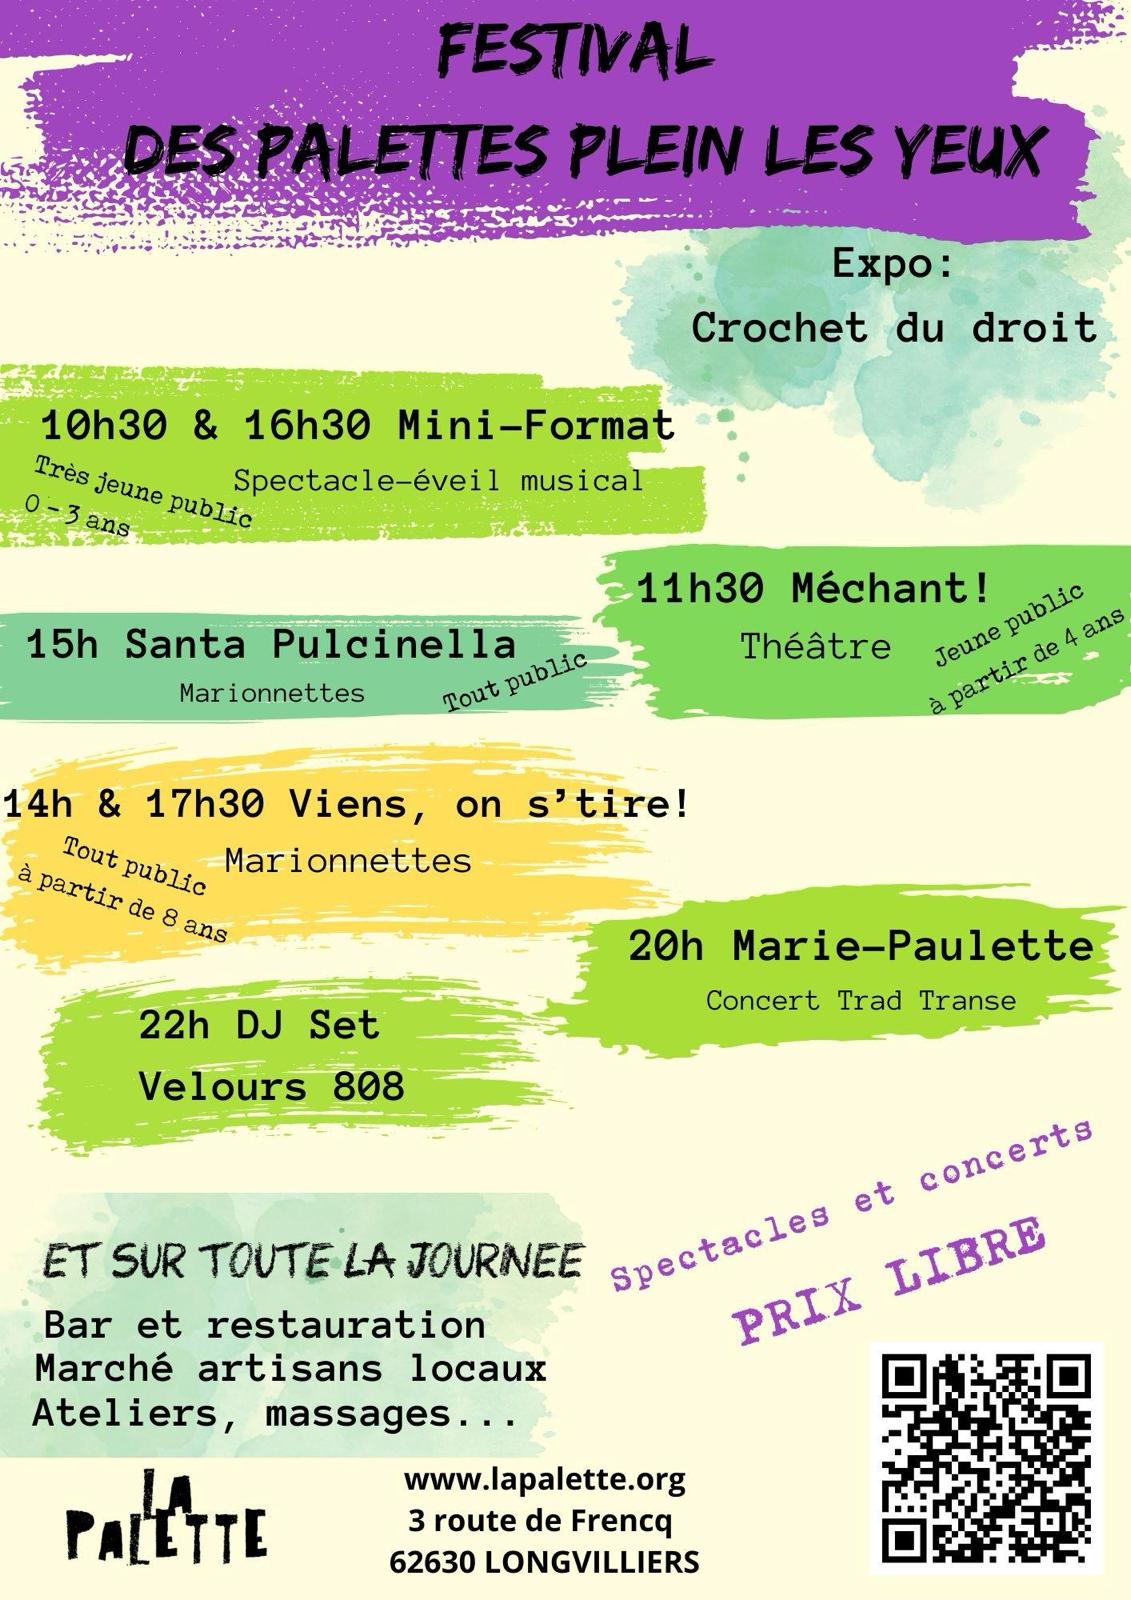 FESTIVAL
DES PALETTES PLEIN LES YEUX
Expo:
Crochet du droit
10h30 & 16h30 Mini-Format
Spectacle-éveil musical
Très jeune public
0 - 3 ans
11h30 Méchant!
Théâtre
Jeune public
à partir de 4 ans
15h Santa Pulcinella
Marionnettes
Tout public
14h & 17h30 Viens, on s'tire!
Marionnettes
Tout public
à partir de 8 ans
20h Marie-Paulette
Concert Trad Transe
22h DJ Set
Velours 808
Spectacles et concerts
PRIX LIBRE
ET SUR TOUTE LA JOURNEE
Bar et restauration
Marché artisans locaux
Ateliers, massages...
LA
PALETTE
www.lapalette.org
3 route de Frencq
62630 LONGVILLIERS